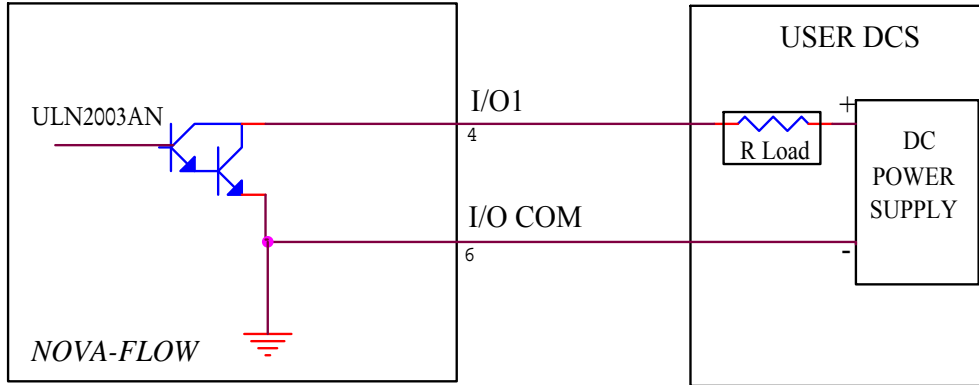 USER DCS
ULN2003AN
I/O1
4
+
R Load
DC
POWER
SUPPLY
I/O COM
6
-
NOVA-FLOW